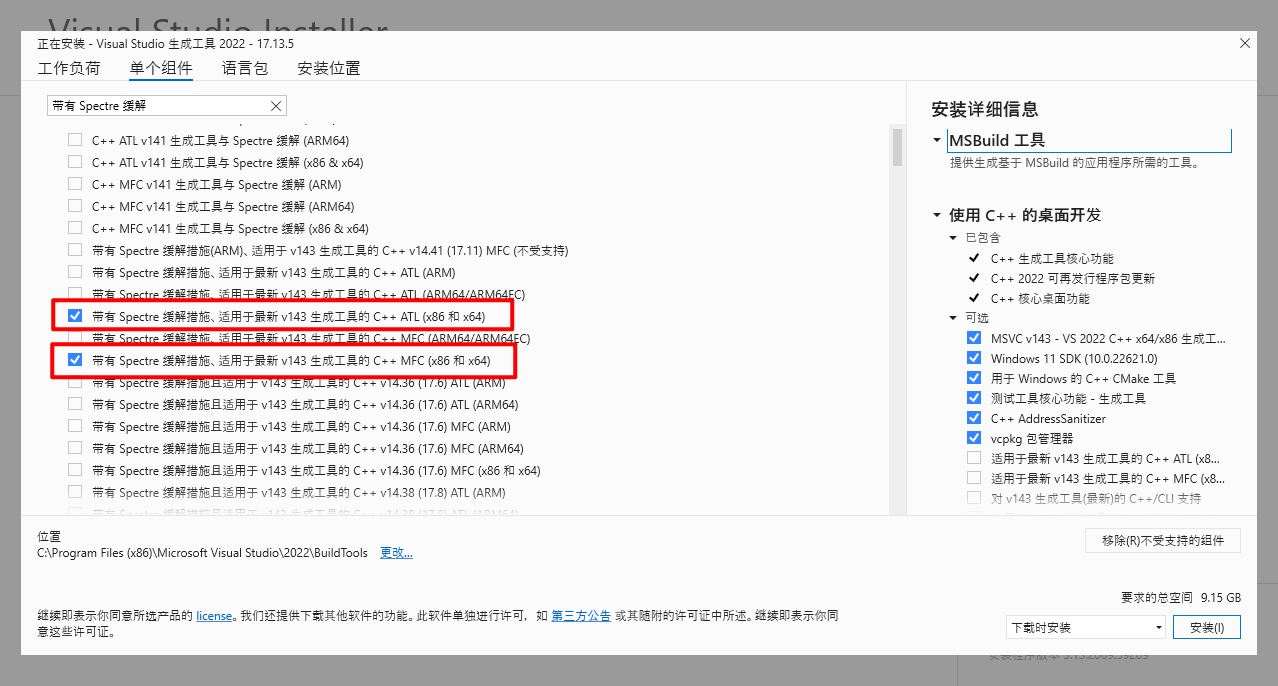 Visual Studio Installer
正在安装 - Visual Studio 生成工具 2022 - 17.13.5
工作负荷 单个组件 语言包 安装位置
带有 Spectre 缓解
C++ ATL v141 生成工具与 Spectre 缓解 (ARM64)
C++ ATL v141 生成工具与 Spectre 缓解 (x86 & x64)
C++ MFC v141 生成工具与 Spectre 缓解 (ARM)
C++ MFC v141 生成工具与 Spectre 缓解 (ARM64)
C++ MFC v141 生成工具与 Spectre 缓解 (x86 & x64)
带有 Spectre 缓解措施(ARM)、适用于 v143 生成工具的 C++ v14.41 (17.11) MFC (不受支持)
带有 Spectre 缓解措施、适用于最新 v143 生成工具的 C++ ATL (ARM)
带有 Spectre 缓解措施、适用于最新 v143 生成工具的 C++ ATL (ARM64/ARM64EC)
带有 Spectre 缓解措施、适用于最新 v143 生成工具的 C++ ATL (x86 和 x64)
带有 Spectre 缓解措施、适用于最新 v143 生成工具的 C++ MFC (ARM64/ARM64EC)
带有 Spectre 缓解措施、适用于最新 v143 生成工具的 C++ MFC (x86 和 x64)
带有 Spectre 缓解措施且适用于 v143 生成工具的 C++ v14.36 (17.6) ATL (ARM)
带有 Spectre 缓解措施且适用于 v143 生成工具的 C++ v14.36 (17.6) ATL (ARM64)
带有 Spectre 缓解措施且适用于 v143 生成工具的 C++ v14.36 (17.6) MFC (ARM)
带有 Spectre 缓解措施且适用于 v143 生成工具的 C++ v14.36 (17.6) MFC (ARM64)
带有 Spectre 缓解措施且适用于 v143 生成工具的 C++ v14.36 (17.6) MFC (x86 和 x64)
带有 Spectre 缓解措施且适用于 v143 生成工具的 C++ v14.38 (17.8) ATL (ARM)
带有 Spectre 缓解措施且适用于 v143 生成工具的 C++ v14.38 (17.8) ATL (ARM64)
安装详细信息
MSBuild 工具
提供生成基于 MSBuild 的应用程序所需的工具。
使用 C++ 的桌面开发
已包含
C++ 生成工具核心功能
C++ 2022 可再发行程序包更新
C++ 核心桌面功能
可选
MSVC v143 - VS 2022 C++ x64/x86 生成工...
Windows 11 SDK (10.0.22621.0)
用于 Windows 的 C++ CMake 工具
测试工具核心功能 - 生成工具
C++ AddressSanitizer
vcpkg 包管理器
适用于最新 v143 生成工具的 C++ ATL (x8...
适用于最新 v143 生成工具的 C++ MFC (x8...
对 v143 生成工具(最新)的 C++/CLI 支持
位置
C:\Program Files (x86)\Microsoft Visual Studio\2022\BuildTools 更改...
移除(R)不受支持的组件
要求的总空间 9.15 GB
继续即表示你同意所选产品的 license。我们还提供下载其他软件的功能。此软件单独进行许可，如 第三方公告 或其随附的许可证中所述。继续即表示你同
意这些许可证。
下载时安装
安装(I)